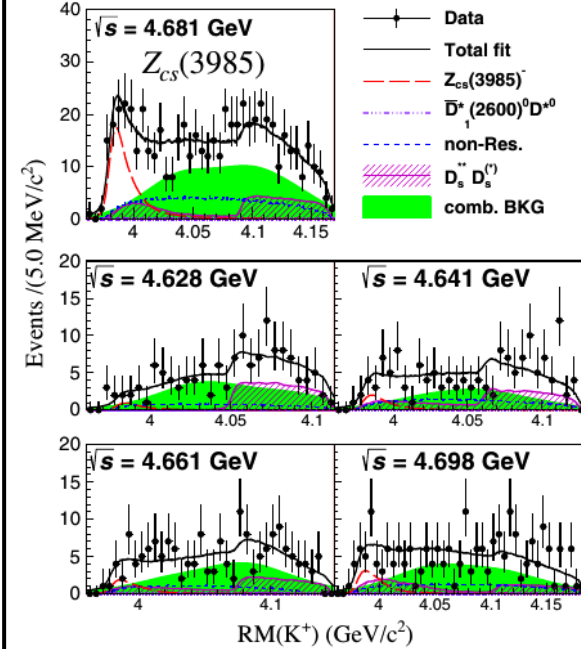 40
30
20
10
0
√s = 4.681 GeV
Z_cs(3985)
4 4.05 4.1 4.15
Data
Total fit
Z_cs(3985)⁻
D̅*₁(2600)⁰D*⁰
non-Res.
D_s** D_s(*)
comb. BKG
Events /(5.0 MeV/c²)
20
15
10
5
0
√s = 4.628 GeV
4 4.05 4.1
√s = 4.641 GeV
4 4.05 4.1
20
15
10
5
0
√s = 4.661 GeV
4 4.1
√s = 4.698 GeV
4 4.05 4.1 4.15
RM(K⁺) (GeV/c²)